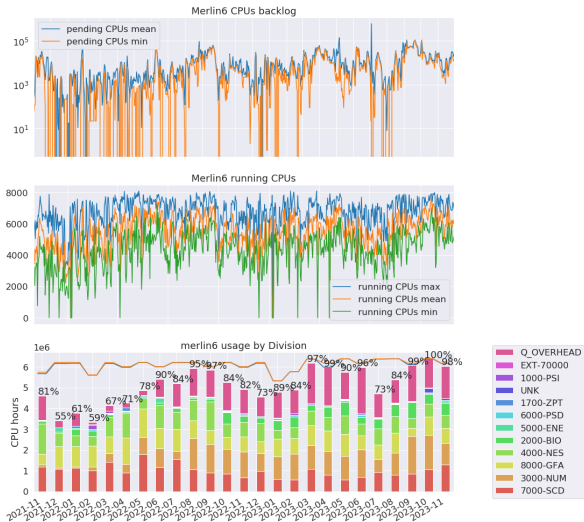 Merlin6 CPUs backlog
pending CPUs mean
pending CPUs min
10⁵
10³
10¹
Merlin6 running CPUs
8000
6000
4000
2000
0
running CPUs max
running CPUs mean
running CPUs min
merlin6 usage by Division
1e6
CPU hours
6
5
4
3
2
1
0
81%
55%
61%
59%
67%
71%
78%
90%
84%
95%
97%
84%
82%
73%
89%
84%
97%
99%
90%
96%
73%
84%
99%
100%
98%
2021-11
2021-12
2022-01
2022-02
2022-03
2022-04
2022-05
2022-06
2022-07
2022-08
2022-09
2022-10
2022-11
2022-12
2023-01
2023-02
2023-03
2023-04
2023-05
2023-06
2023-07
2023-08
2023-09
2023-10
2023-11
Q_OVERHEAD
EXT-70000
1000-PSI
UNK
1700-ZPT
6000-PSD
5000-ENE
2000-BIO
4000-NES
8000-GFA
3000-NUM
7000-SCD